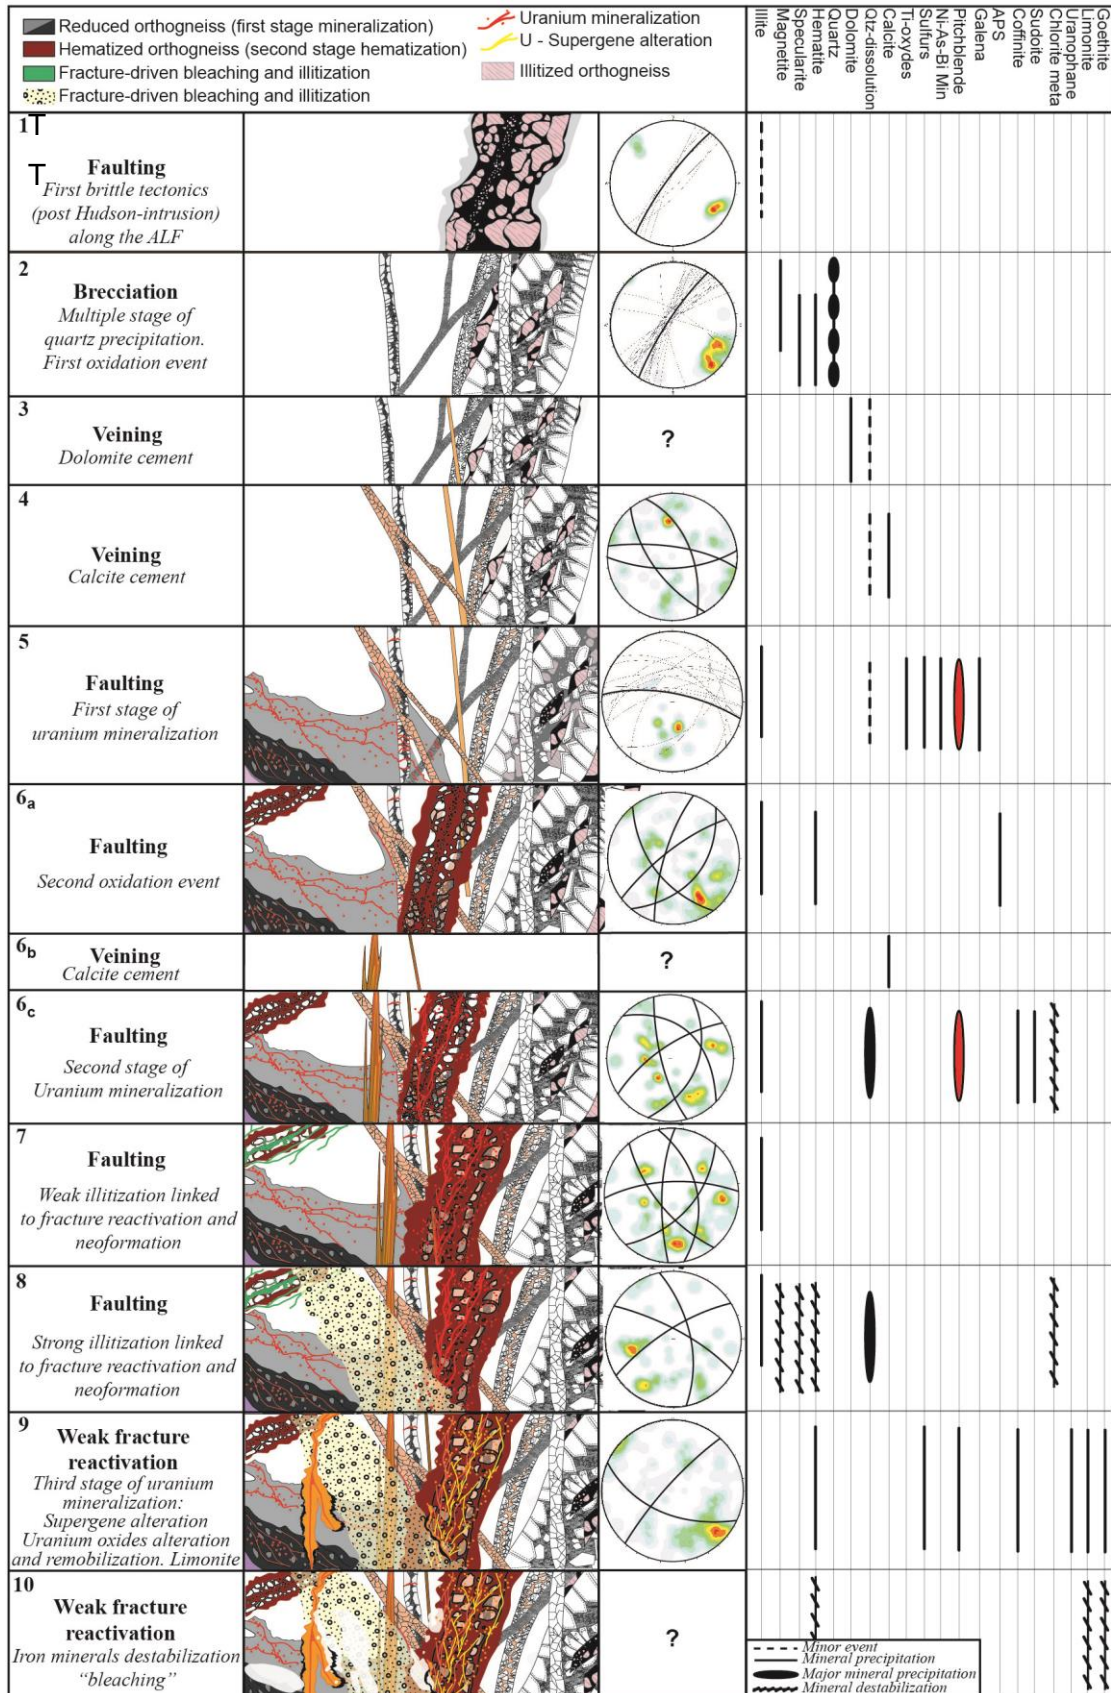 Reduced orthogneiss (first stage mineralization)
Hematized orthogneiss (second stage hematization)
Fracture-driven bleaching and illitization
Fracture-driven bleaching and illitization
Uranium mineralization
U - Supergene alteration
Illitized orthogneiss
Illite
Magnetite
Specularite
Hematite
Quartz
Dolomite
Qtz-dissolution
Calcite
Ti-oxydes
Sulfurs
Ni-As-Bi Min
Pitchblende
Galena
APS
Coffinite
Sudoite
Chlorite meta
Uranophane
Limonite
Goethite
1 T
T
Faulting
First brittle tectonics
(post Hudson-intrusion)
along the ALF
2
Brecciation
Multiple stage of
quartz precipitation.
First oxidation event
3
Veining
Dolomite cement
?
4
Veining
Calcite cement
5
Faulting
First stage of
uranium mineralization
6a
Faulting
Second oxidation event
6b
Veining
Calcite cement
?
6c
Faulting
Second stage of
Uranium mineralization
7
Faulting
Weak illitization linked
to fracture reactivation and
neoformation
8
Faulting
Strong illitization linked
to fracture reactivation and
neoformation
9
Weak fracture
reactivation
Third stage of uranium
mineralization:
Supergene alteration
Uranium oxides alteration
and remobilization. Limonite
10
Weak fracture
reactivation
Iron minerals destabilization
“bleaching”
?
Minor event
Mineral precipitation
Major mineral precipitation
Mineral destabilization